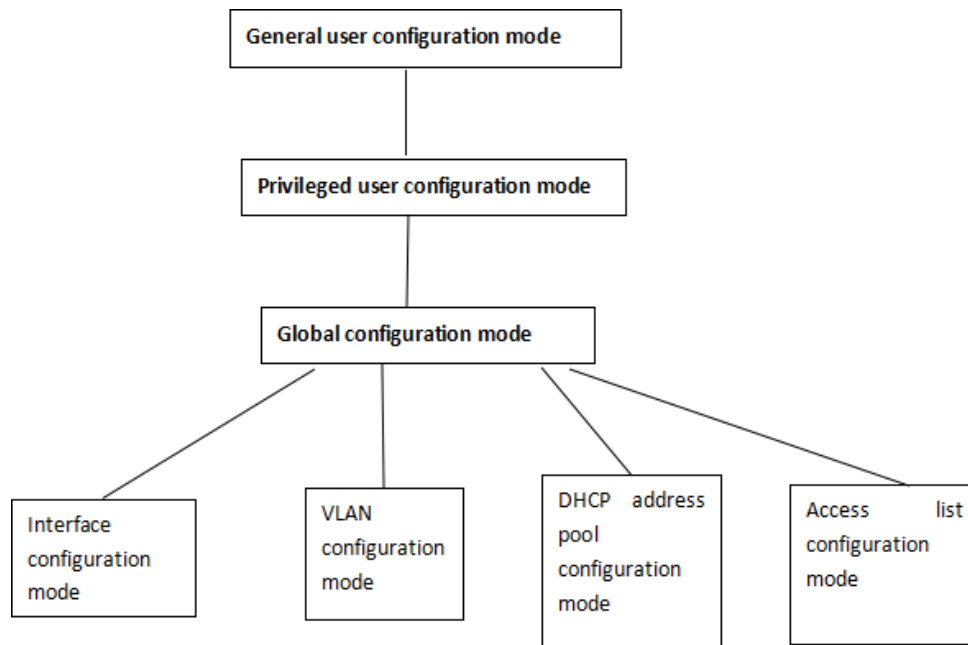 General user configuration mode
Privileged user configuration mode
Global configuration mode
Interface
configuration
mode
VLAN
configuration
mode
DHCP address
pool
configuration
mode
Access list
configuration
mode